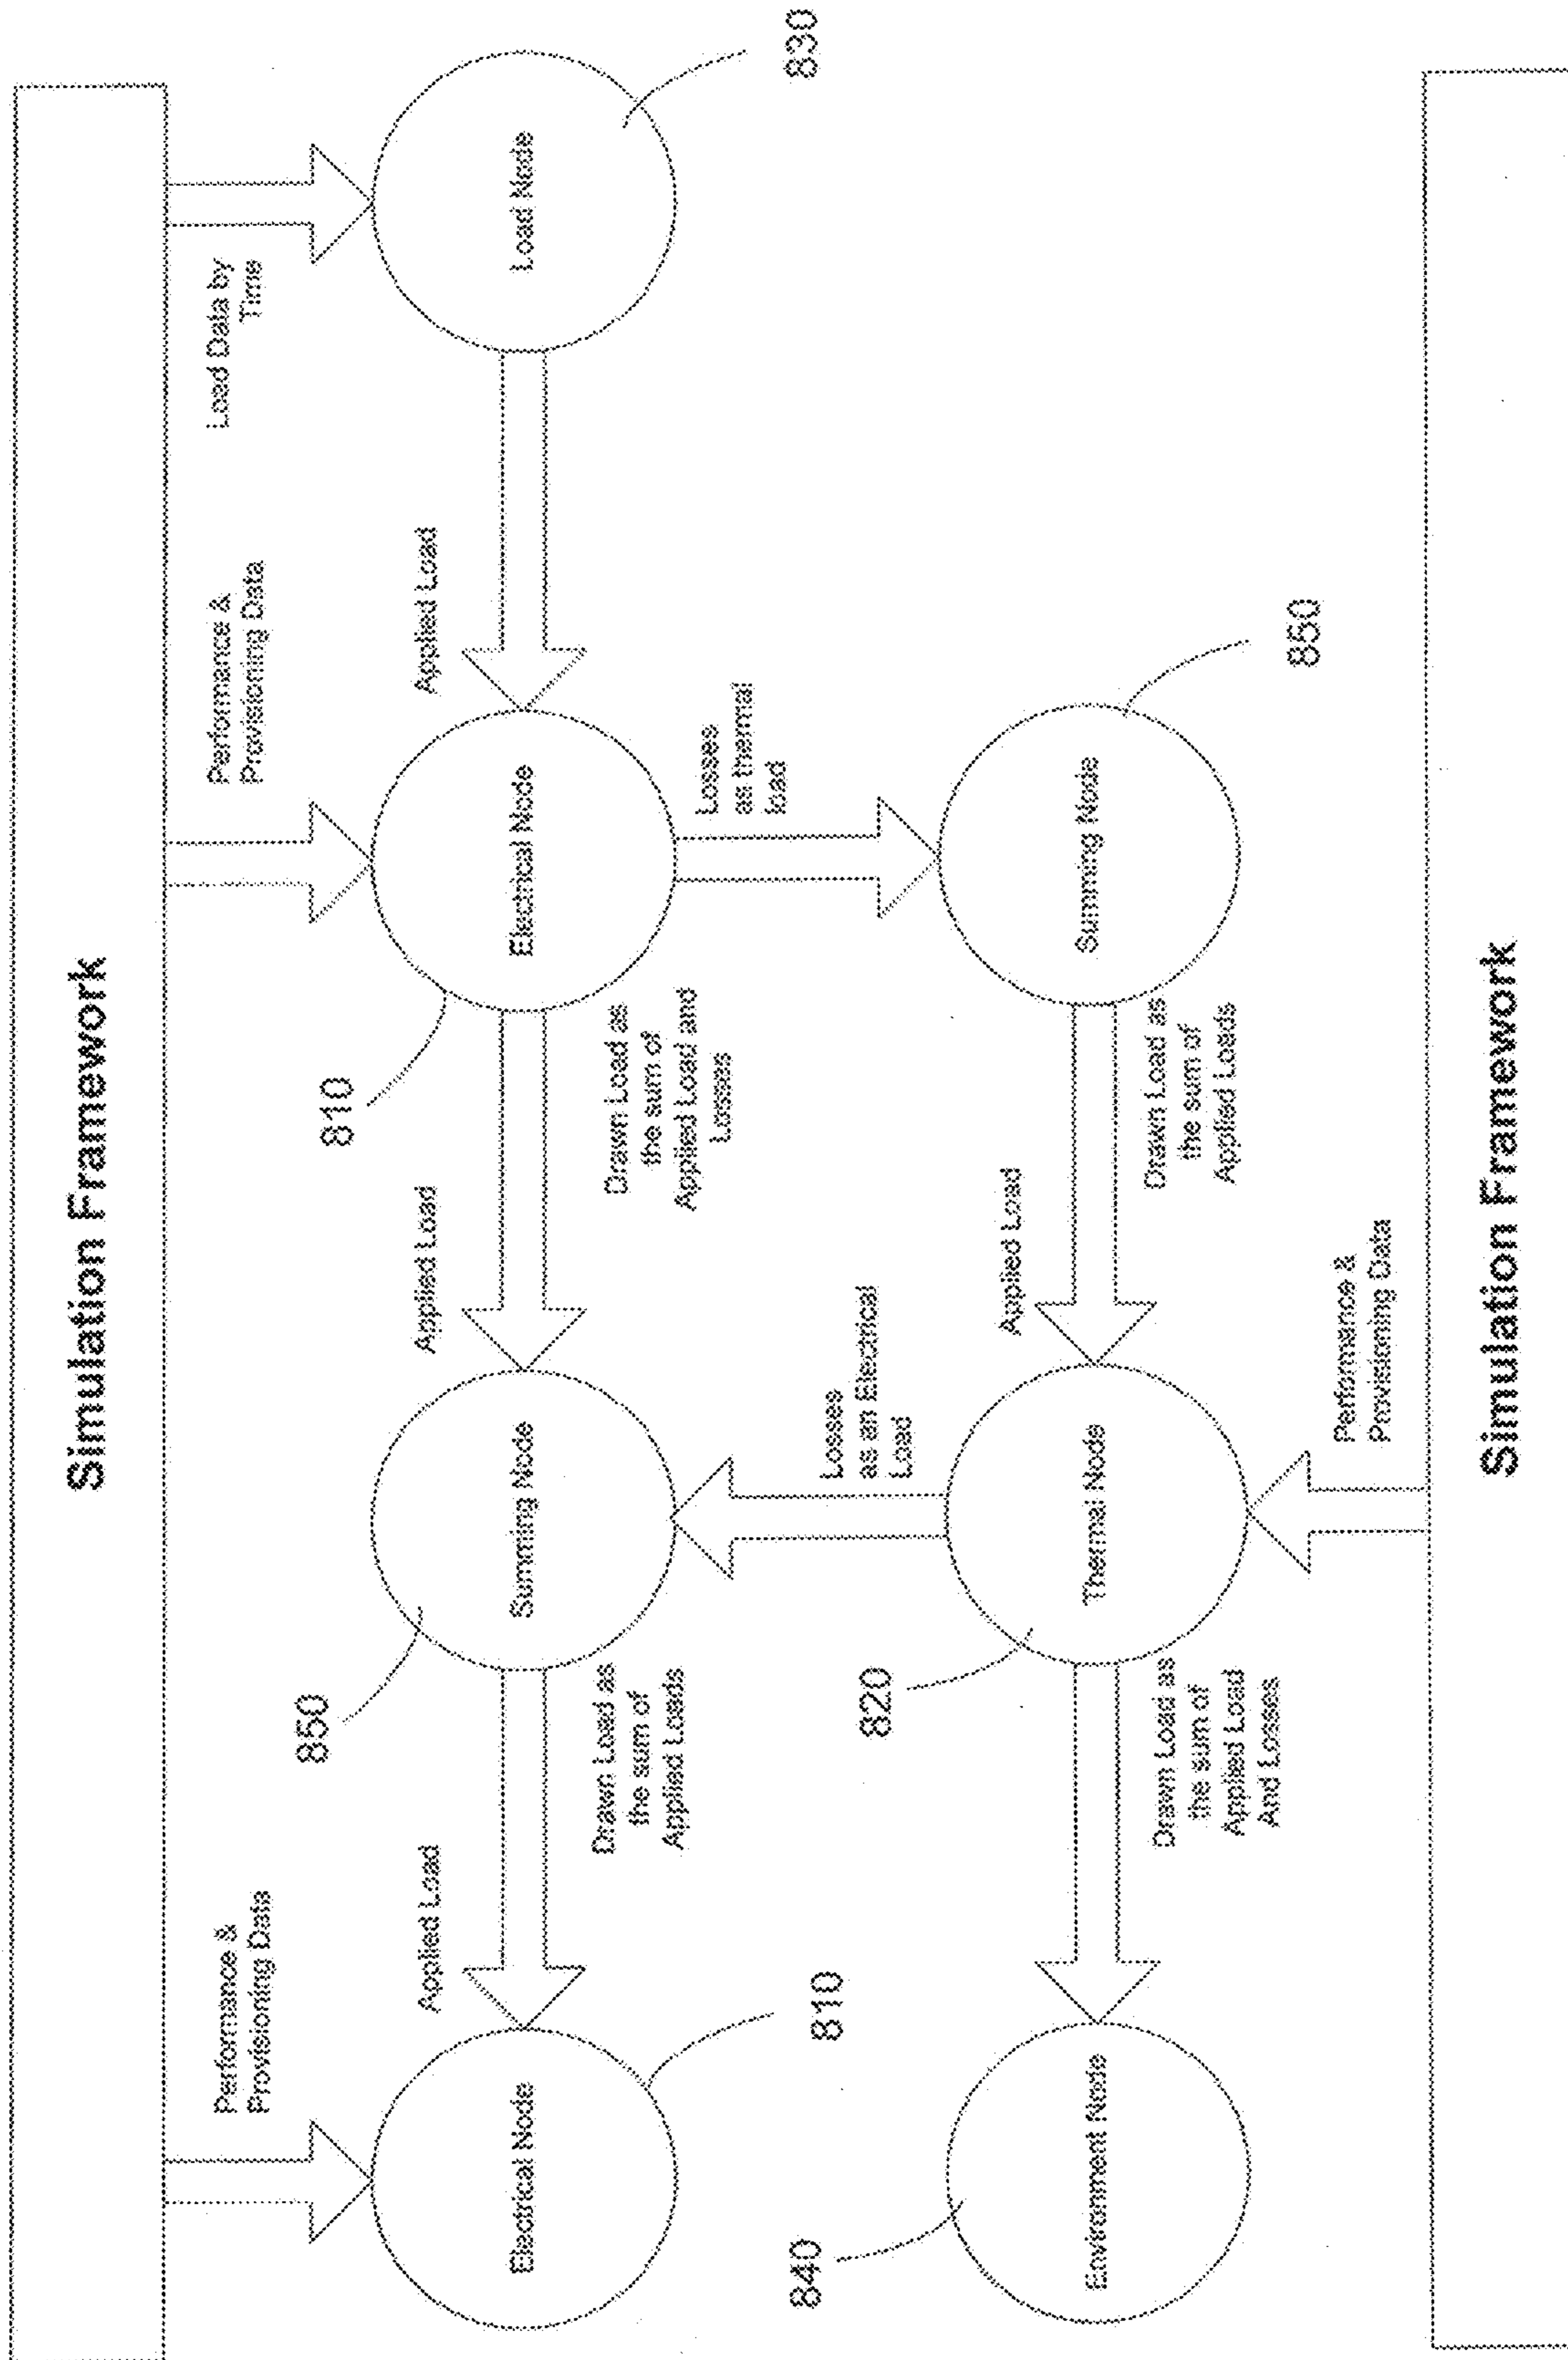 Simulation Framework
Performance &
Provisioning Data
Performance &
Provisioning Data
Load Data by
Time
Applied Load
Applied Load
Applied Load
Electrical Node
Summing Node
Electrical Node
Load Node
810
850
810
830
Drawn Load as
the sum of
Applied Loads
Drawn Load as
the sum of
Applied Load and
Losses
Losses
as an Electrical
Load
Losses
as thermal
load
840
820
Applied Load
850
Environment Node
Thermal Node
Summing Node
Drawn Load as
the sum of
Applied Load
And Losses
Drawn Load as
the sum of
Applied Loads
Performance &
Provisioning Data
Simulation Framework